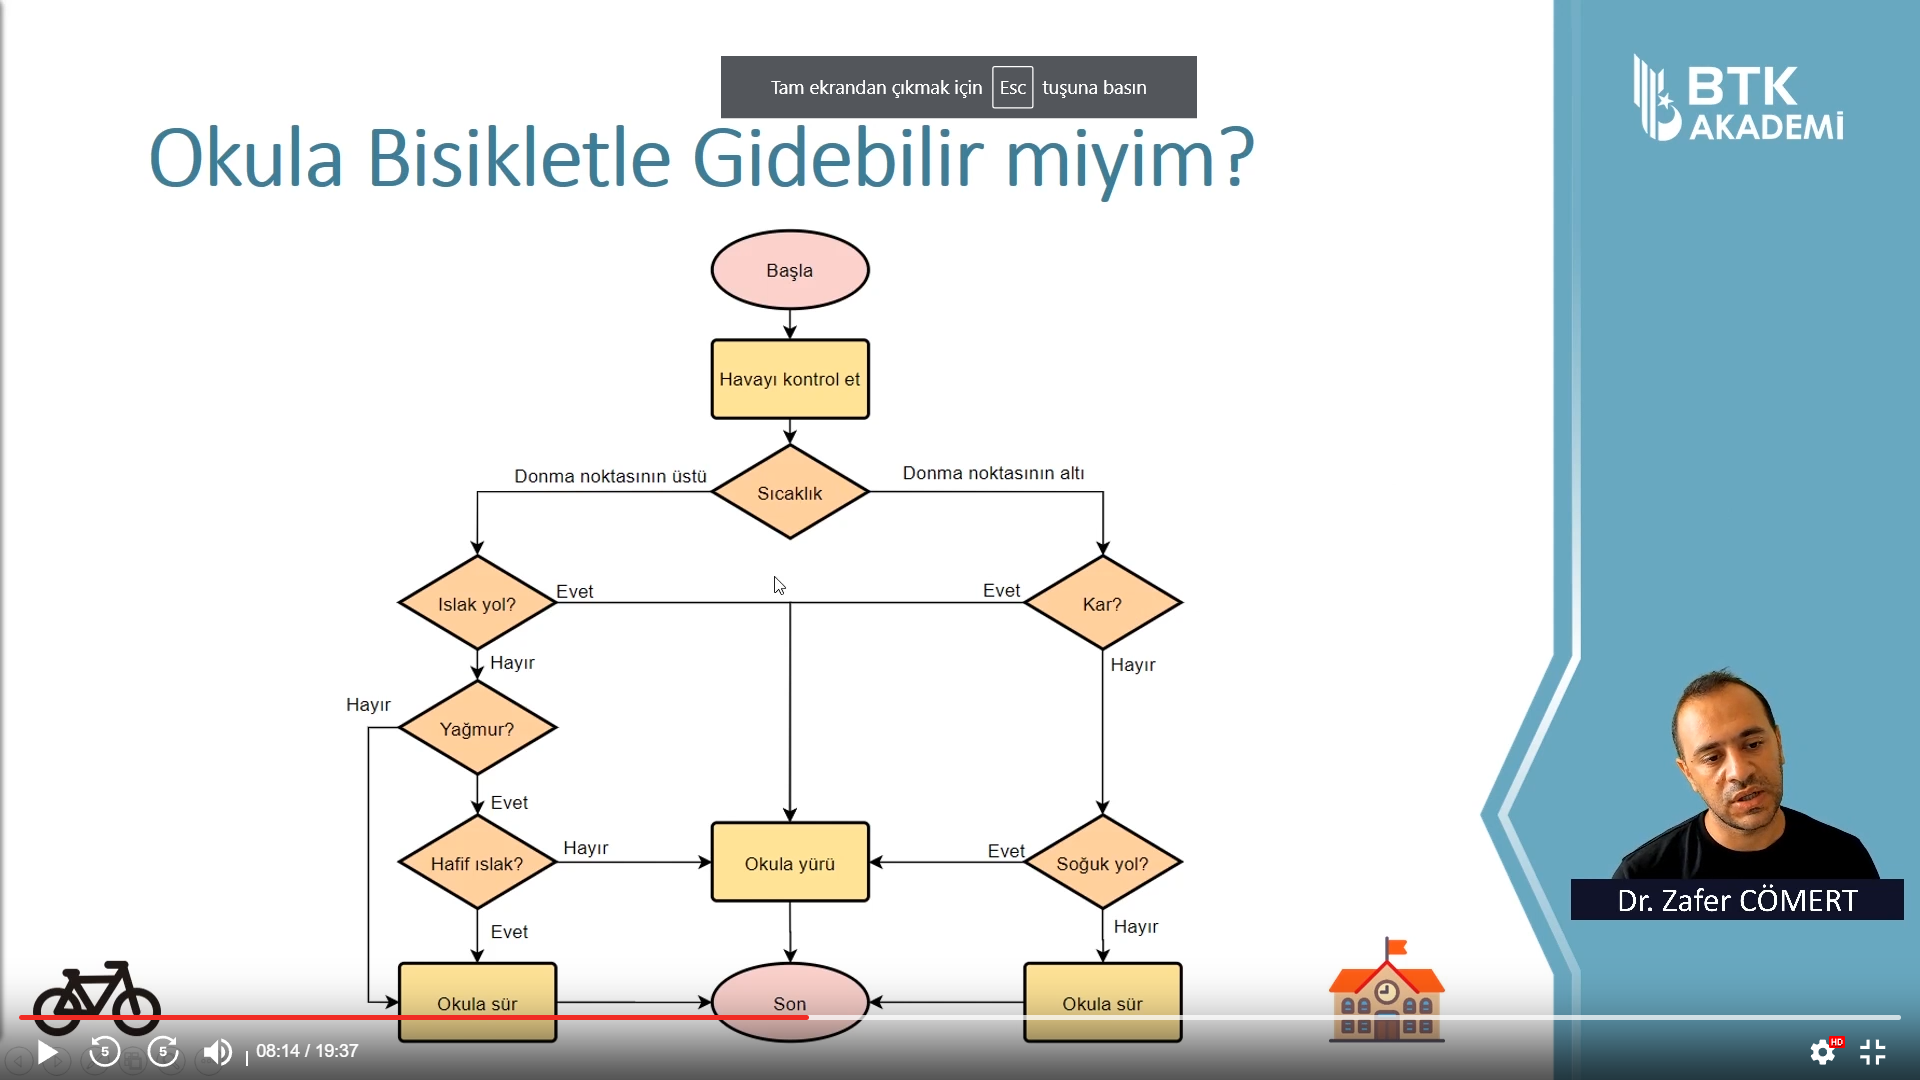 Tam ekrandan çıkmak için Esc tuşuna basın
BTK
AKADEMİ
Okula Bisikletle Gidebilir miyim?
Başla
Havayı kontrol et
Donma noktasının üstü
Sıcaklık
Donma noktasının altı
Islak yol?
Evet
Evet
Kar?
Hayır
Hayır
Hayır
Yağmur?
Evet
Hafif ıslak?
Hayır
Okula yürü
Evet
Soğuk yol?
Evet
Hayır
Okula sür
Son
Okula sür
Dr. Zafer CÖMERT
5
5
08:14 / 19:37
HD